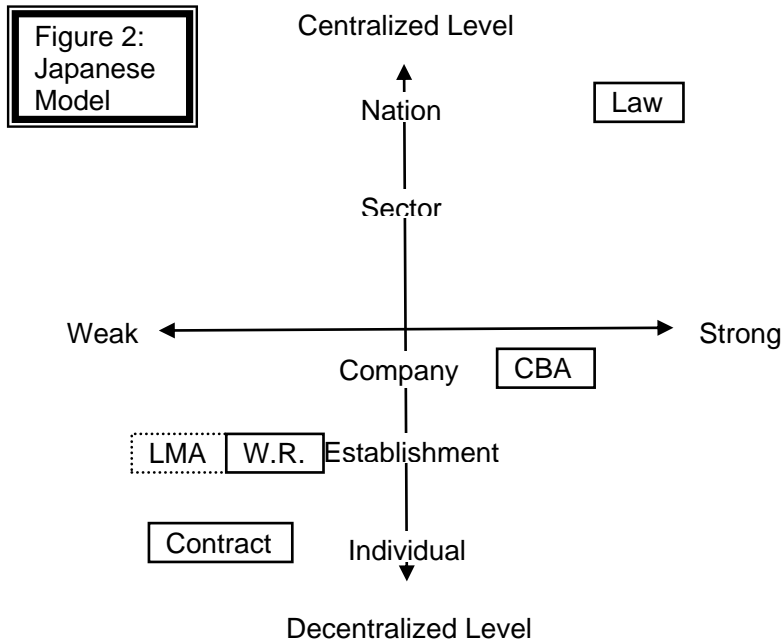 Figure 2:
Japanese
Model
Centralized Level
Nation
Law
Sector
Weak
Strong
Company
CBA
LMA
W.R.
Establishment
Contract
Individual
Decentralized Level